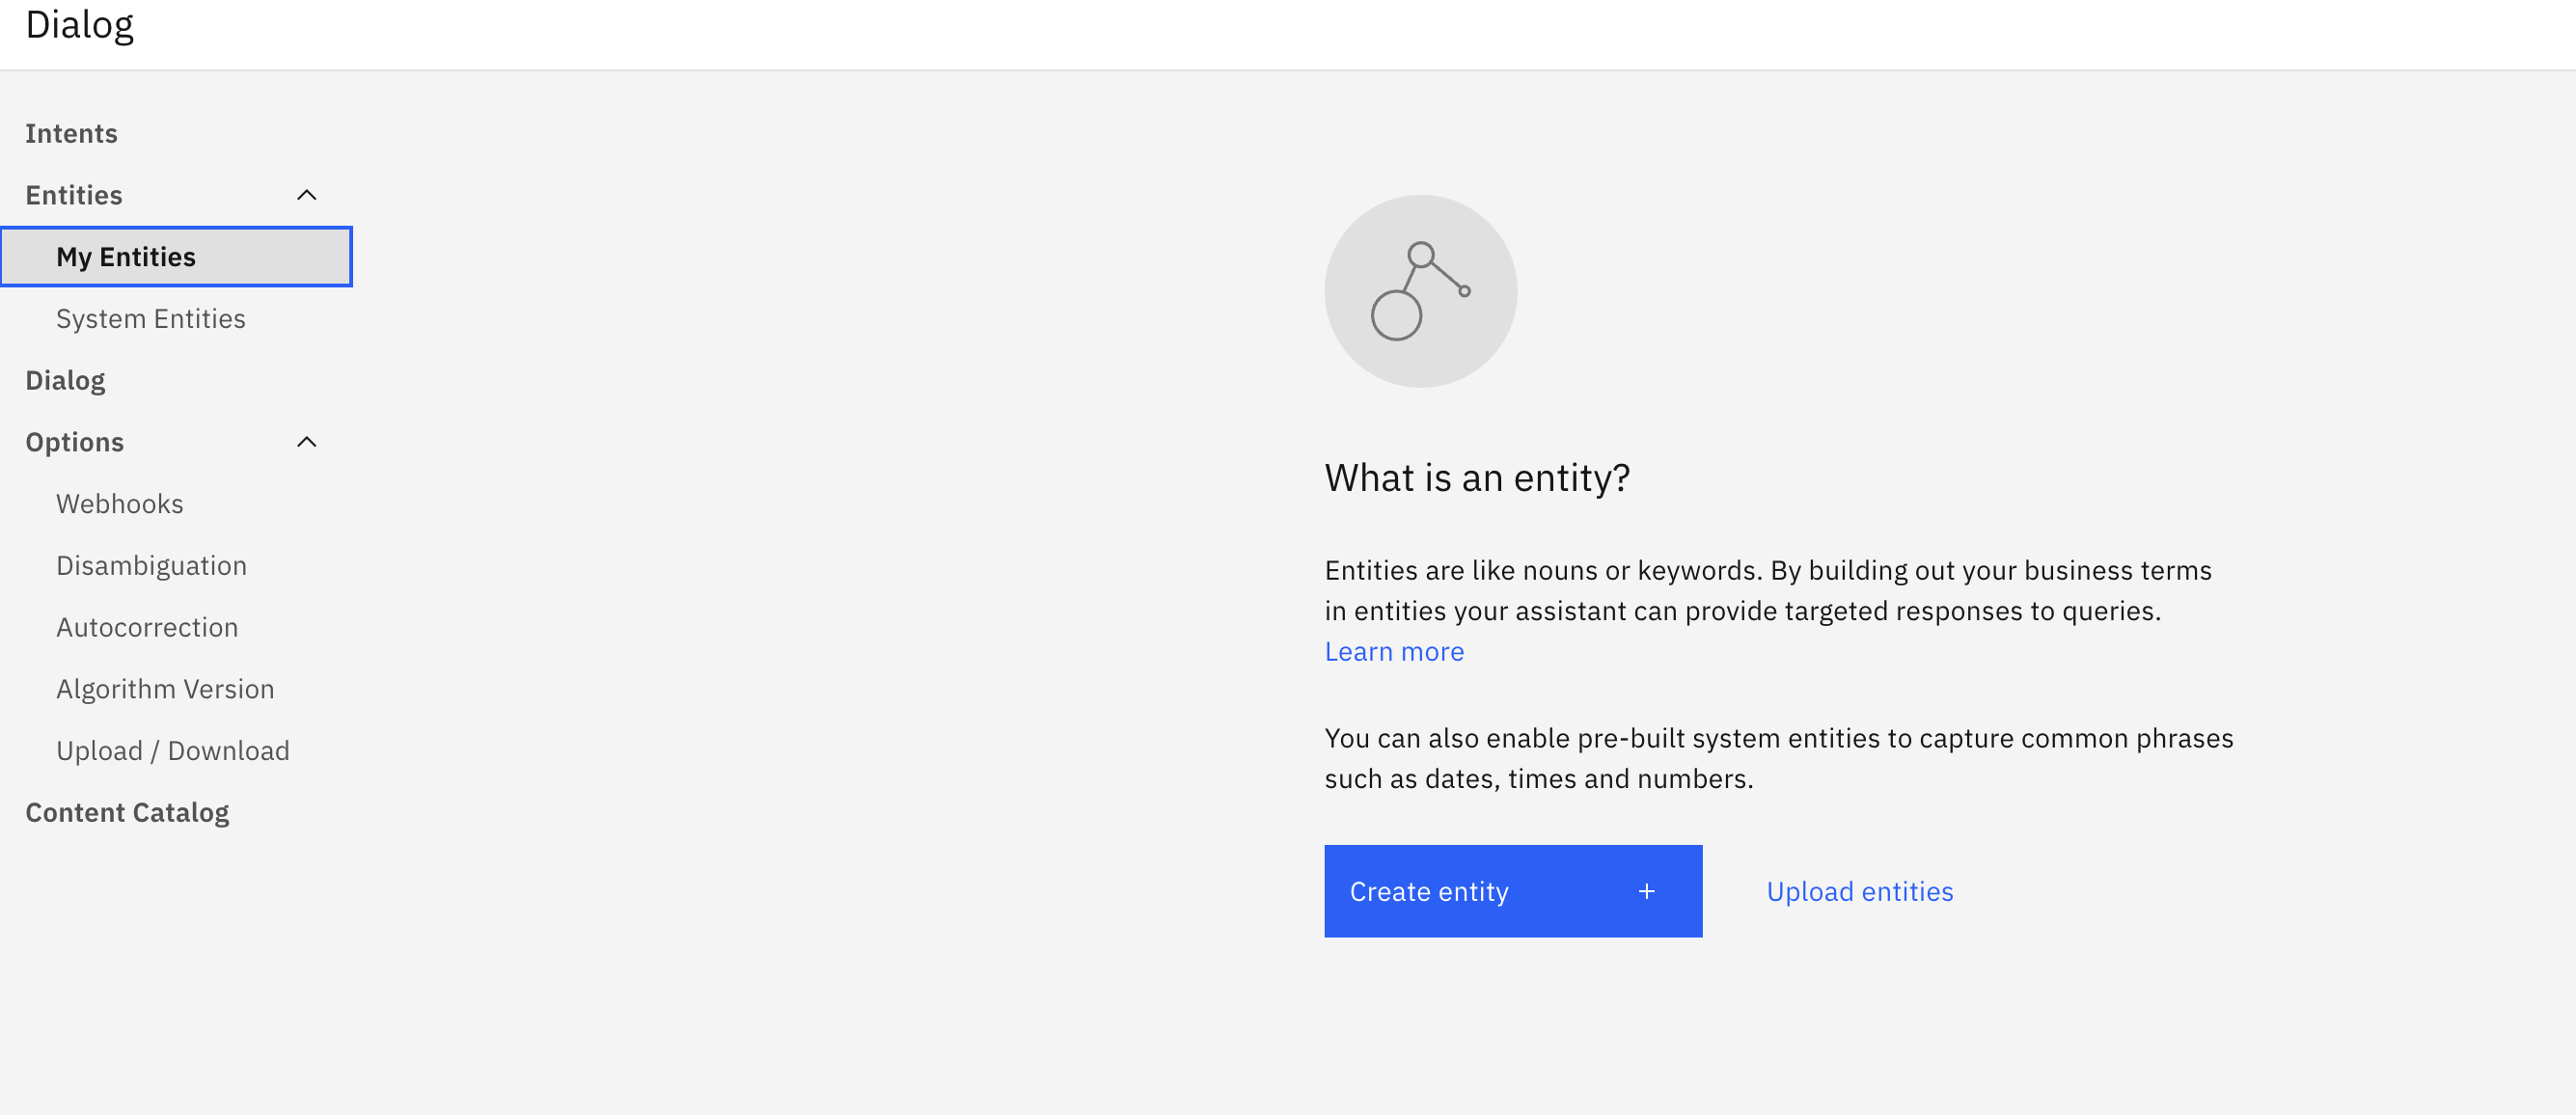 Dialog
Intents
Entities
My Entities
System Entities
Dialog
Options
Webhooks
Disambiguation
Autocorrection
Algorithm Version
Upload / Download
Content Catalog
What is an entity?
Entities are like nouns or keywords. By building out your business terms
in entities your assistant can provide targeted responses to queries.
Learn more
You can also enable pre-built system entities to capture common phrases
such as dates, times and numbers.
Create entity +
Upload entities